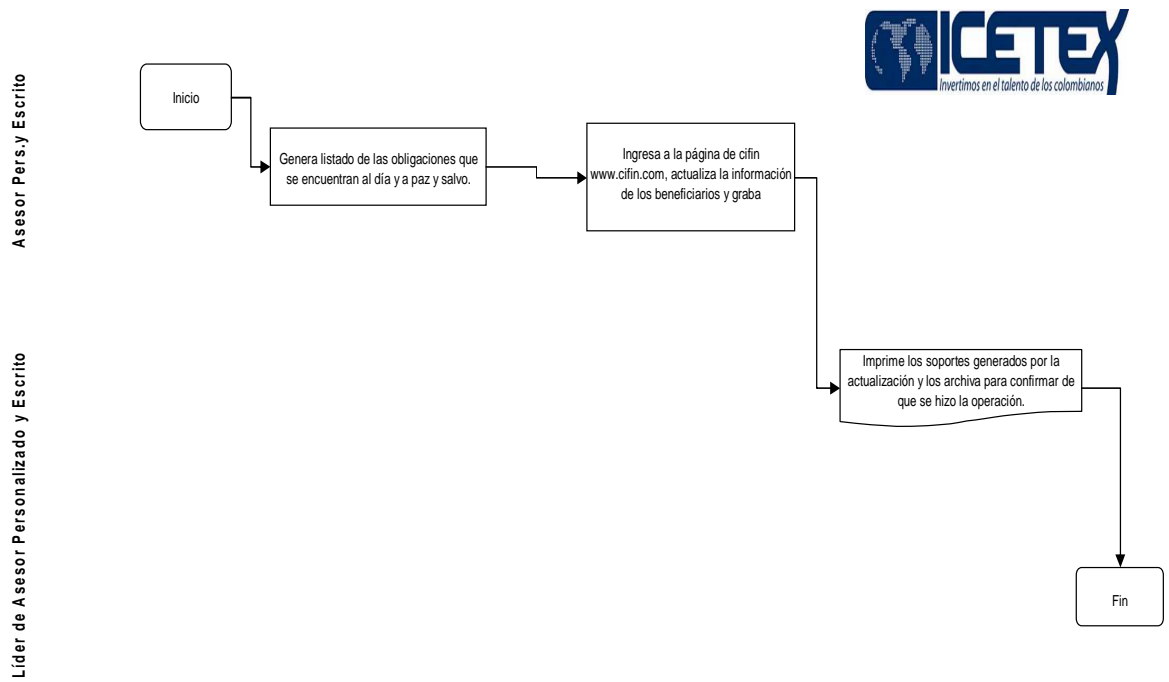 ICETEX
Invertimos en el talento de los colombianos
Asesor Pers.y Escrito
Inicio
Genera listado de las obligaciones que
se encuentran al día y a paz y salvo.
Ingresa a la página de cifin
www.cifin.com, actualiza la información
de los beneficiarios y graba
Líder de Asesor Personalizado y Escrito
Imprime los soportes generados por la
actualización y los archiva para confirmar de
que se hizo la operación.
Fin